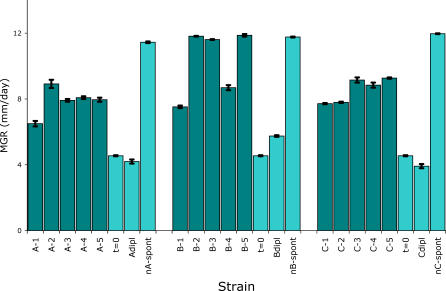 12
8
4
0
MGR (mm/day)
A-1
A-2
A-3
A-4
A-5
t=0
Adipl
nA-spont
B-1
B-2
B-3
B-4
B-5
t=0
Bdipl
nB-spont
C-1
C-2
C-3
C-4
C-5
t=0
Cdipl
nC-spont
Strain